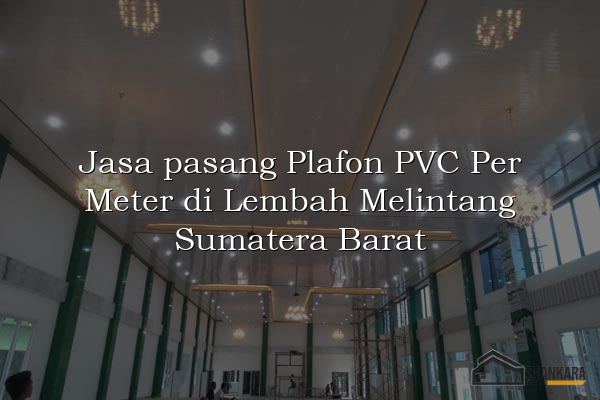 Jasa pasang Plafon PVC Per
Meter di Lembah Melintang
Sumatera Barat